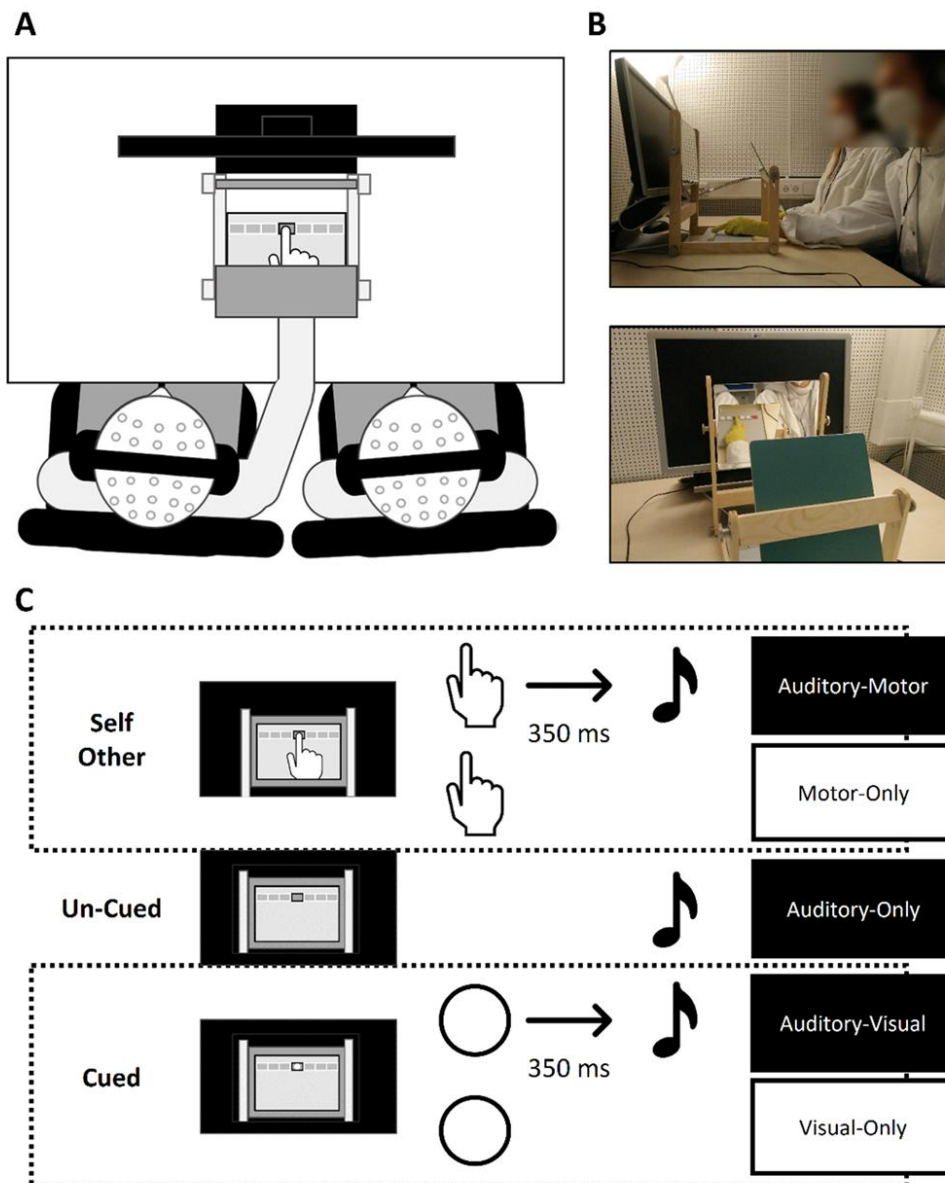 A
B
C
Self
Other
350 ms
Auditory-Motor
Motor-Only
Un-Cued
Auditory-Only
Cued
350 ms
Auditory-Visual
Visual-Only